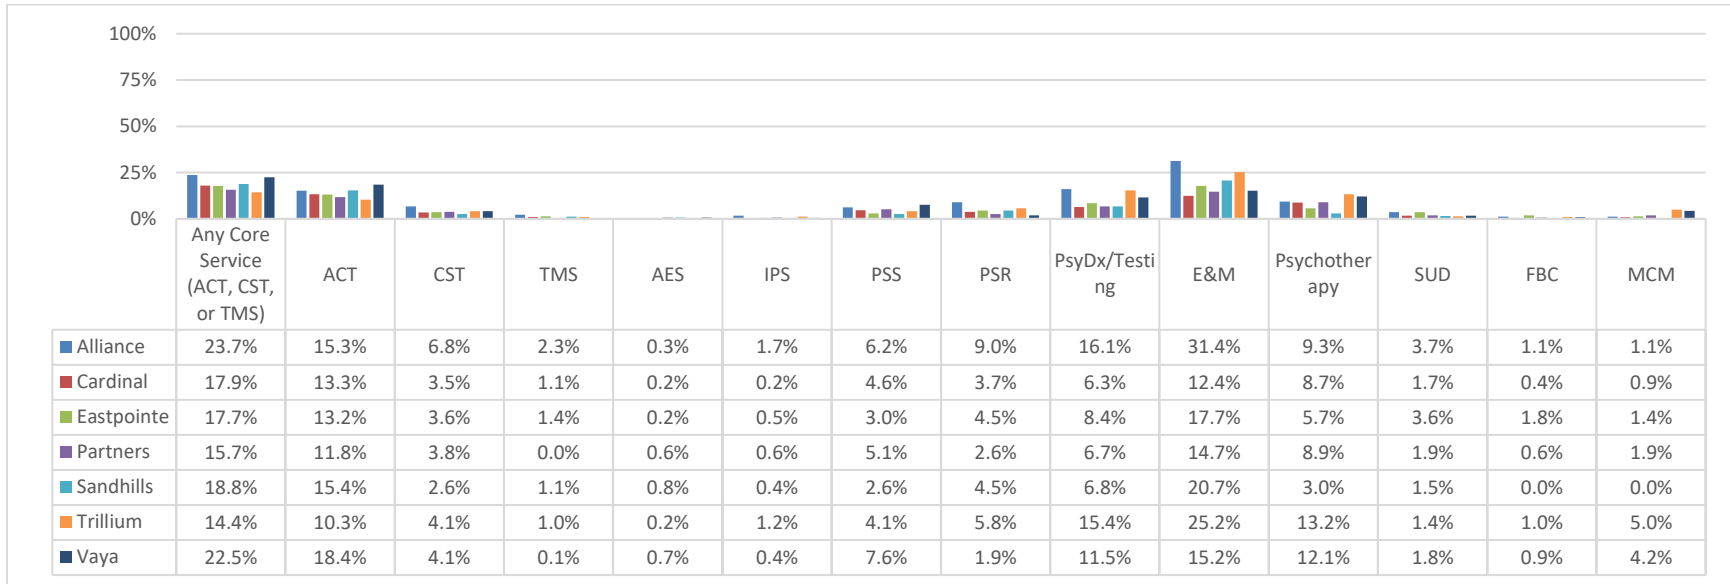 100%
75%
50%
25%
0%
Any Core
Service
(ACT, CST,
or TMS)
ACT
CST
TMS
AES
IPS
PSS
PSR
PsyDx/Testi
ng
E&M
Psychother
apy
SUD
FBC
MCM
Alliance 23.7% 15.3% 6.8% 2.3% 0.3% 1.7% 6.2% 9.0% 16.1% 31.4% 9.3% 3.7% 1.1% 1.1%
Cardinal 17.9% 13.3% 3.5% 1.1% 0.2% 0.2% 4.6% 3.7% 6.3% 12.4% 8.7% 1.7% 0.4% 0.9%
Eastpointe 17.7% 13.2% 3.6% 1.4% 0.2% 0.5% 3.0% 4.5% 8.4% 17.7% 5.7% 3.6% 1.8% 1.4%
Partners 15.7% 11.8% 3.8% 0.0% 0.6% 0.6% 5.1% 2.6% 6.7% 14.7% 8.9% 1.9% 0.6% 1.9%
Sandhills 18.8% 15.4% 2.6% 1.1% 0.8% 0.4% 2.6% 4.5% 6.8% 20.7% 3.0% 1.5% 0.0% 0.0%
Trillium 14.4% 10.3% 4.1% 1.0% 0.2% 1.2% 4.1% 5.8% 15.4% 25.2% 13.2% 1.4% 1.0% 5.0%
Vaya 22.5% 18.4% 4.1% 0.1% 0.7% 0.4% 7.6% 1.9% 11.5% 15.2% 12.1% 1.8% 0.9% 4.2%